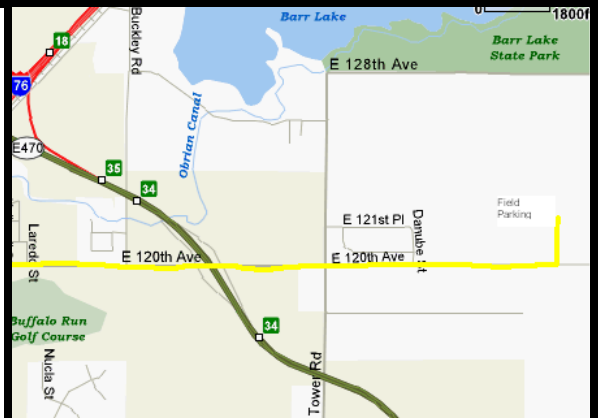 0
1800f
Barr Lake
Barr Lake
State Park
18
Buckley Rd
E 128th Ave
76
Obrian Canal
E470
35
34
Field
Parking
E 121st Pl
Danube St
Laredo St
E 120th Ave
E 120th Ave
Buffalo Run
Golf Course
34
Nucla St
Tower Rd